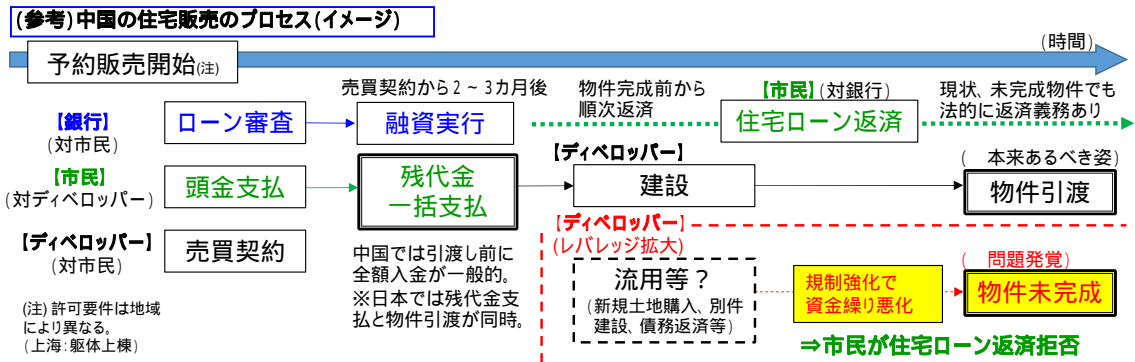 (参考)中国の住宅販売のプロセス(イメージ)
(時間)
予約販売開始(注)
売買契約から2~3カ月後
物件完成前から
順次返済
【市民】(対銀行)
現状、未完成物件でも
法的に返済義務あり
【銀行】
(対市民)
ローン審査
融資実行
住宅ローン返済
【市民】
(対ディベロッパー)
頭金支払
残代金
一括支払
【ディベロッパー】
建設
( 本来あるべき姿
物件引渡
【ディベロッパー】
(対市民)
売買契約
中国では引渡し前に
全額入金が一般的。
※日本では残代金支
払と物件引渡が同時。
【ディベロッパー】
(レバレッジ拡大)
流用等?
(新規土地購入、別件
建設、債務返済等)
規制強化で
資金繰り悪化
( 問題発覚)
物件未完成
⇒市民が住宅ローン返済拒否
(注)許可要件は地域
により異なる。
(上海:躯体上棟)